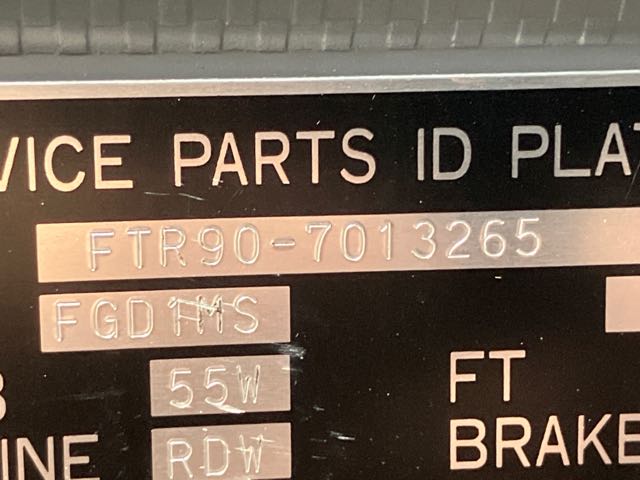 VICE PARTS ID PLAT
FTR90-7013265
FGD1MS
55W
FT
INE
RDW
BRAKE